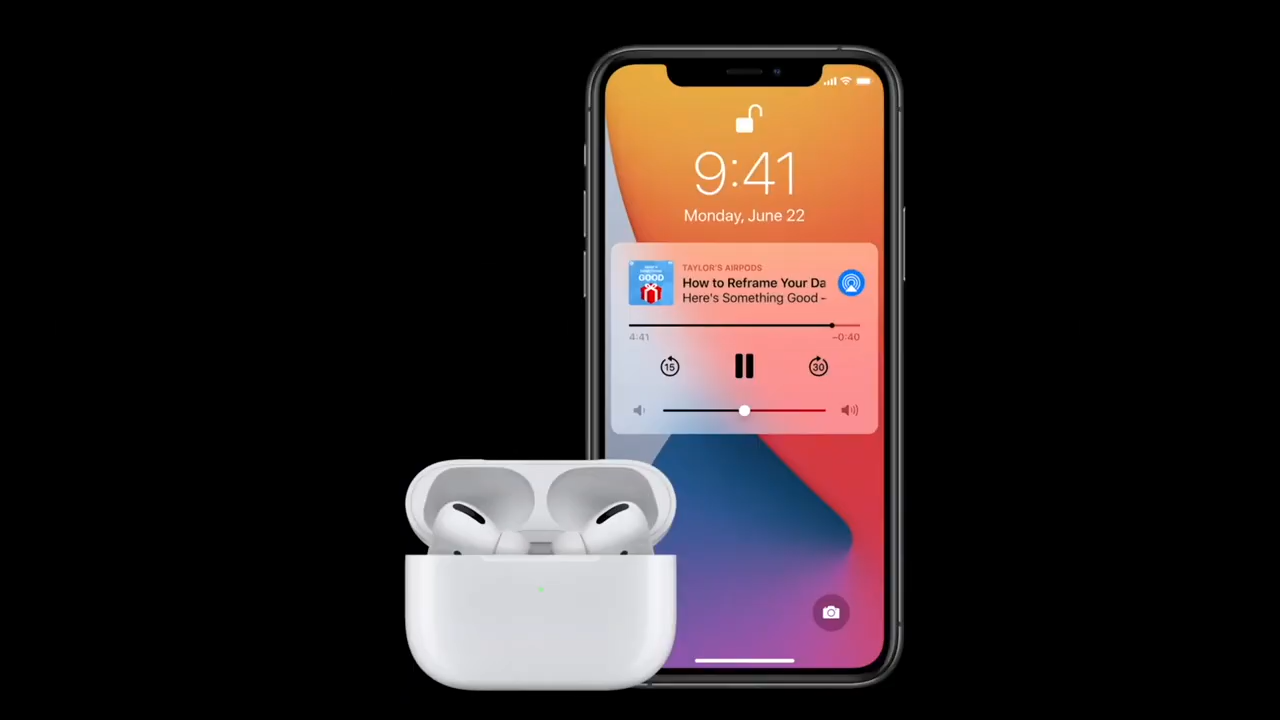 9:41
Monday, June 22
GOOD
TAYLOR'S AIRPODS
How to Reframe Your Da
Here's Something Good –
4:41
−0:40
15
30